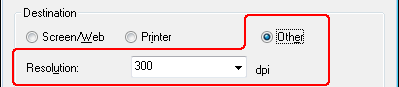 Destination
Screen/Web Printer Other
Resolution: 300 dpi